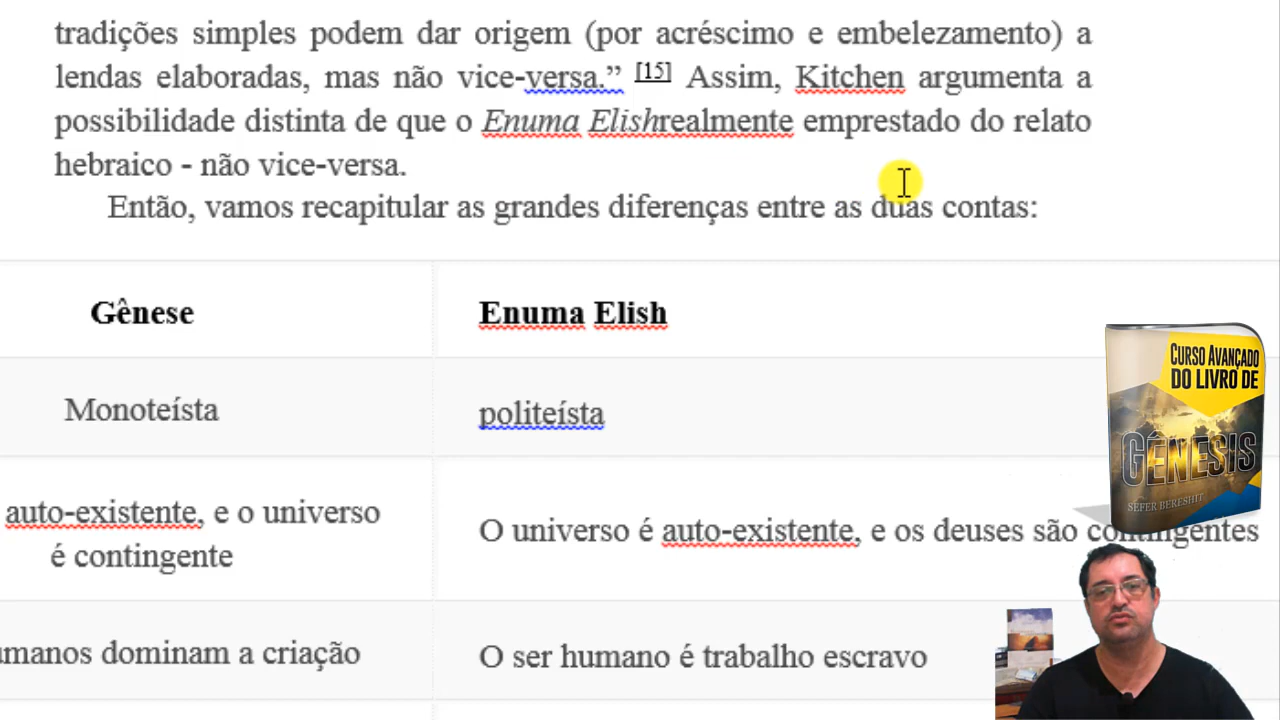 tradições simples podem dar origem (por acréscimo e embelezamento) a
lendas elaboradas, mas não vice-versa.” [15] Assim, Kitchen argumenta a
possibilidade distinta de que o Enuma Elishrealmente emprestado do relato
hebraico - não vice-versa.
Então, vamos recapitular as grandes diferenças entre as duas contas:
Gênese
Enuma Elish
Monoteísta
politeísta
auto-existente, e o universo
é contingente
O universo é auto-existente, e os deuses são contingentes
umanos dominam a criação
O ser humano é trabalho escravo
CURSO AVANÇADO
DO LIVRO DE
GÊNESIS
SEFER BERESHIT